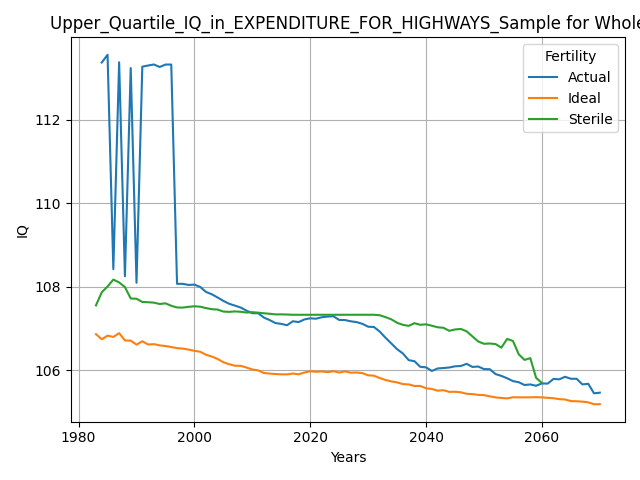 Upper_Quartile_IQ_in_EXPENDITURE_FOR_HIGHWAYS_Sample for Whole
Fertility
Actual
Ideal
Sterile
IQ
112
110
108
106
1980
2000
2020
2040
2060
Years